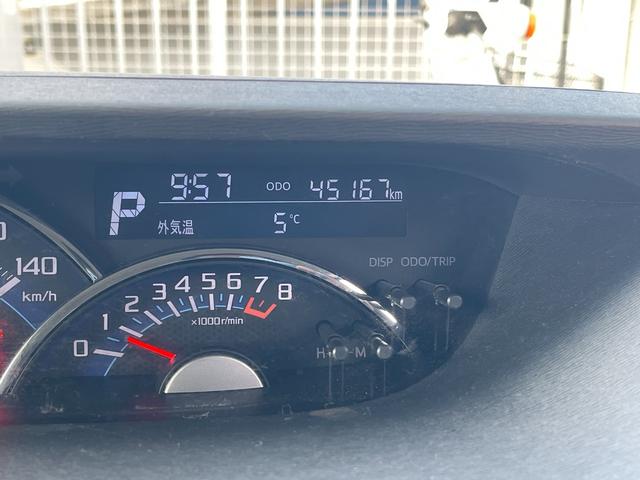 9:57 ODO 45167km
P
外気温 5℃
DISP ODO/TRIP
140
km/h
0 1 2 3 4 5 6 7 8
×1000r/min
H M